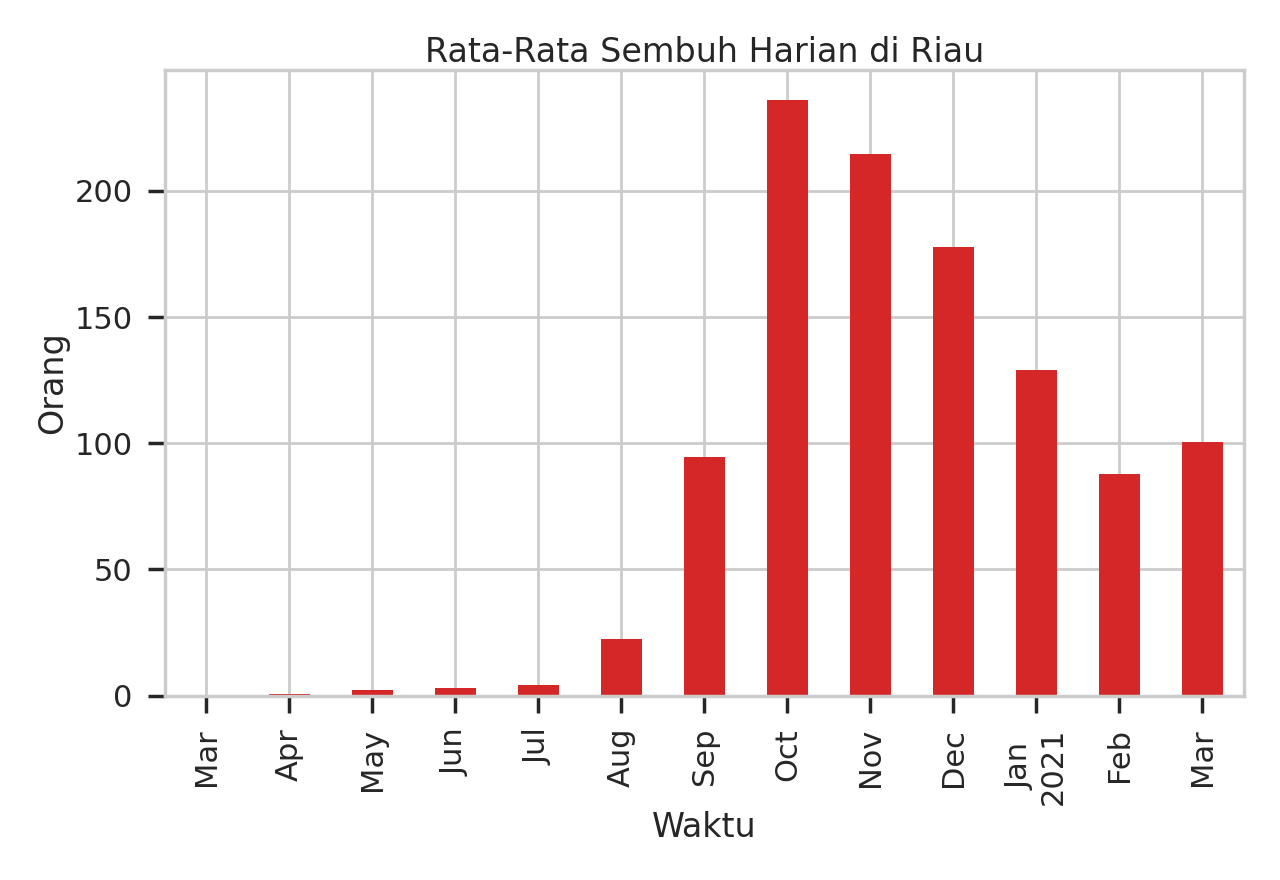 Rata-Rata Sembuh Harian di Riau
Orang
200
150
100
50
0
Mar
Apr
May
Jun
Jul
Aug
Sep
Oct
Nov
Dec
Jan
2021
Feb
Mar
Waktu